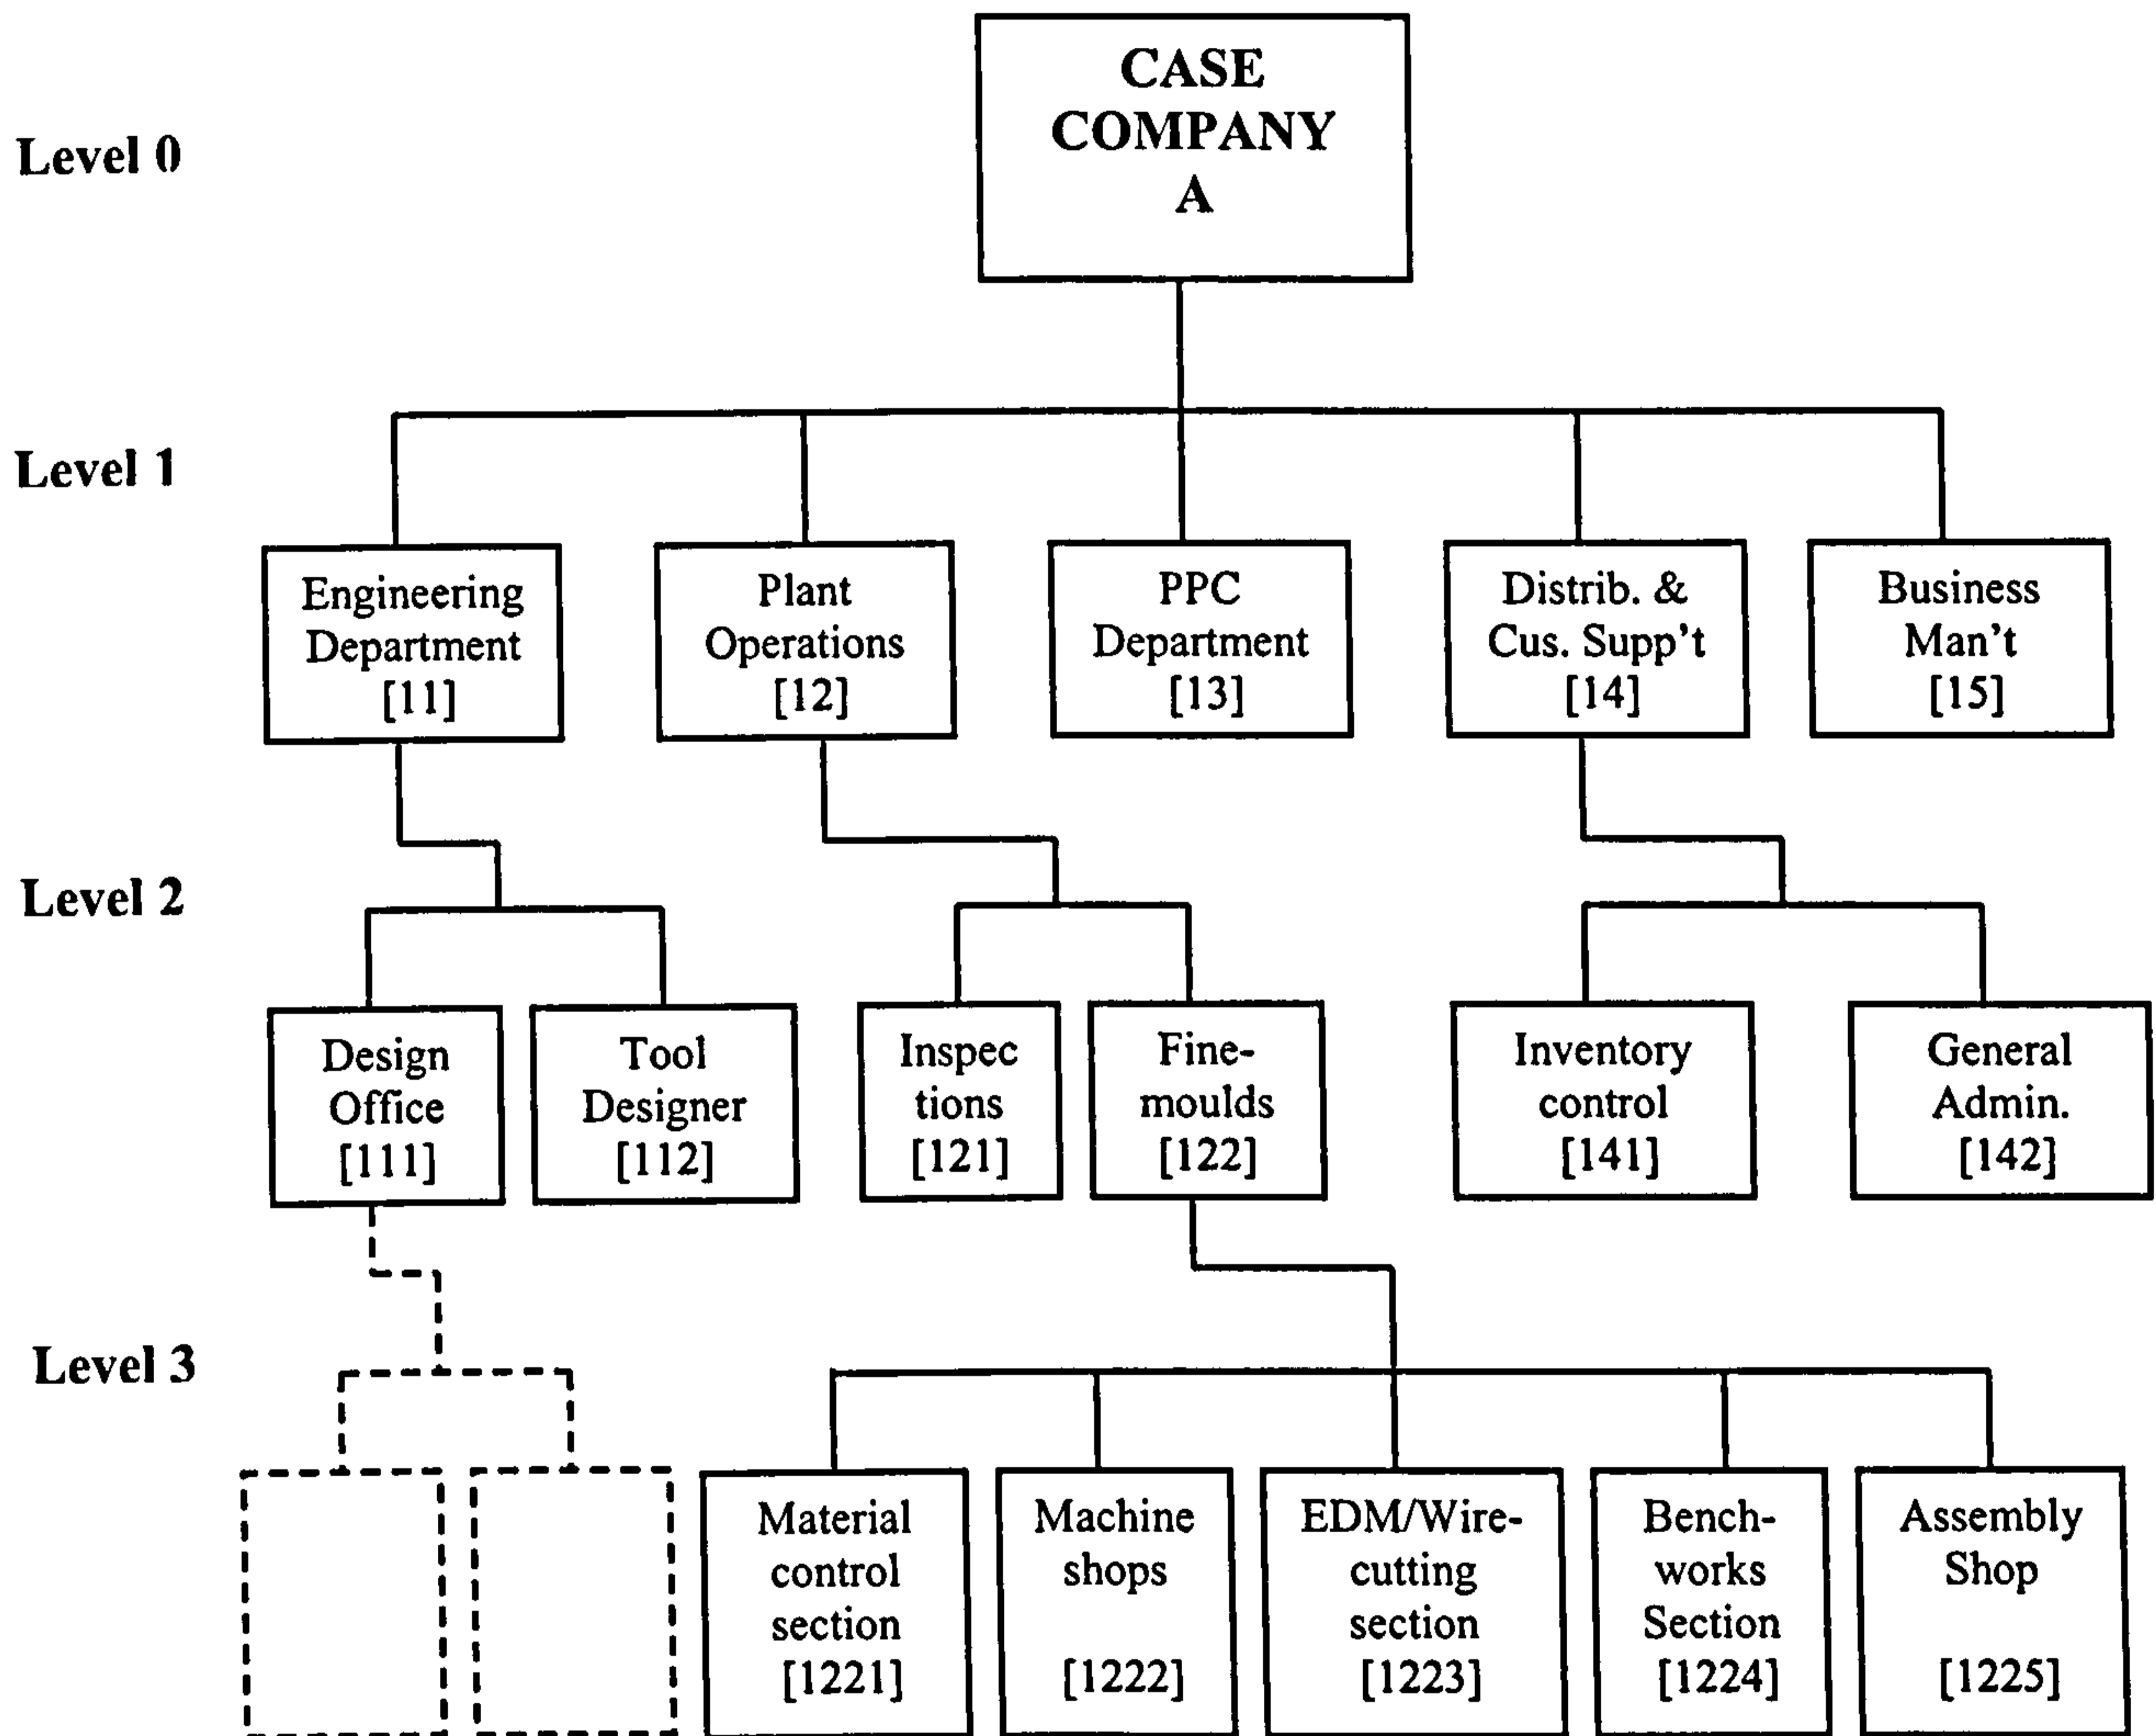 CASE
COMPANY
A
Level 0
Level 1
Engineering
Department
[11]
Plant
Operations
[12]
PPC
Department
[13]
Distrib. &
Cus. Supp't
[14]
Business
Man't
[15]
Level 2
Design
Office
[111]
Tool
Designer
[112]
Inspec
tions
[121]
Fine-
moulds
[122]
Inventory
control
[141]
General
Admin.
[142]
Level 3
Material
control
section
[1221]
Machine
shops
[1222]
EDM/Wire-
cutting
section
[1223]
Bench-
works
Section
[1224]
Assembly
Shop
[1225]